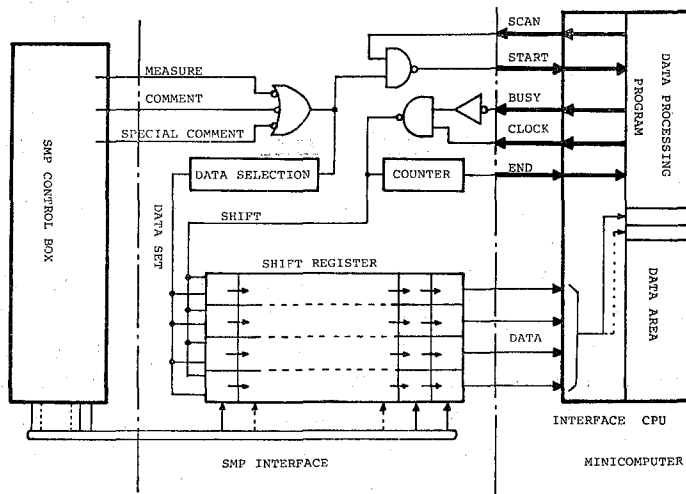 SCAN
START
BUSY
CLOCK
END
MEASURE
COMMENT
SPECIAL COMMENT
DATA SELECTION
COUNTER
SHIFT
DATA SET
SHIFT REGISTER
DATA
SMP CONTROL BOX
DATA PROCESSING
PROGRAM
DATA AREA
INTERFACE CPU
SMP INTERFACE
MINICOMPUTER